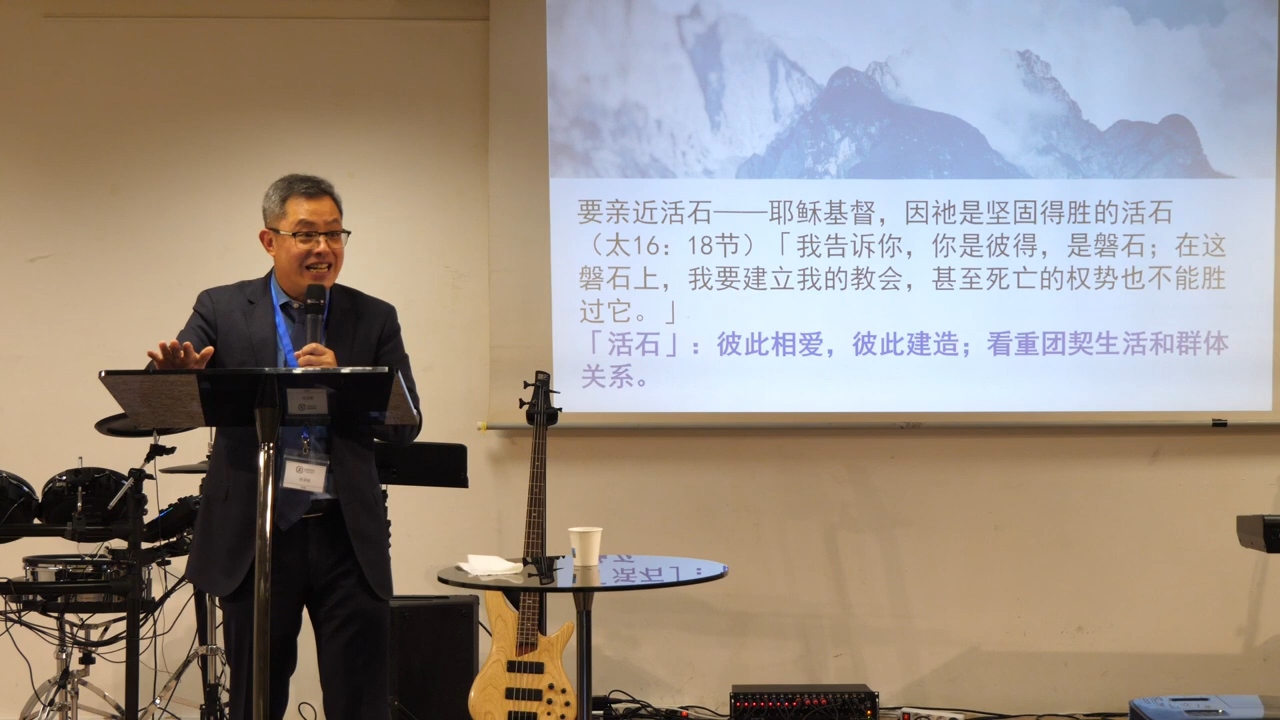 要亲近活石——耶稣基督，因祂是坚固得胜的活石
（太16：18节）「我告诉你，你是彼得，是磐石；在这
磐石上，我要建立我的教会，甚至死亡的权势也不能胜
过它。」
「活石」：彼此相爱，彼此建造；看重团契生活和群体
关系。